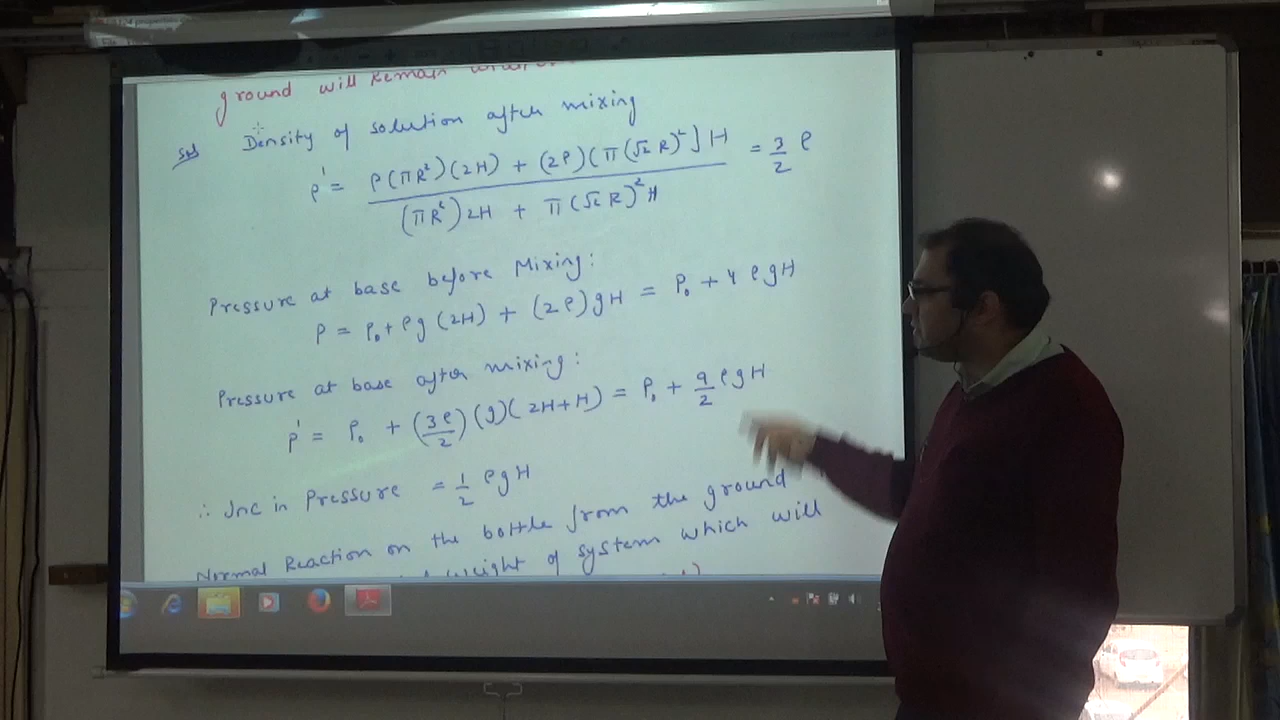 ground will Remain
Sol Density of solution after mixing
ρ' = ρ(πR²)(2H) + (2ρ)(π(√2 R)²]H / (πR²)2H + π(√2 R)²H = 3/2 ρ
Pressure at base before Mixing:
P = P₀ + ρg(2H) + (2ρ)gH = P₀ + 4ρgH
Pressure at base after mixing:
P' = P₀ + (3ρ/2)(g)(2H+H) = P₀ + 9/2 ρgH
∴ Inc in Pressure = 1/2 ρgH
Normal Reaction on the bottle from the ground
weight of system which will